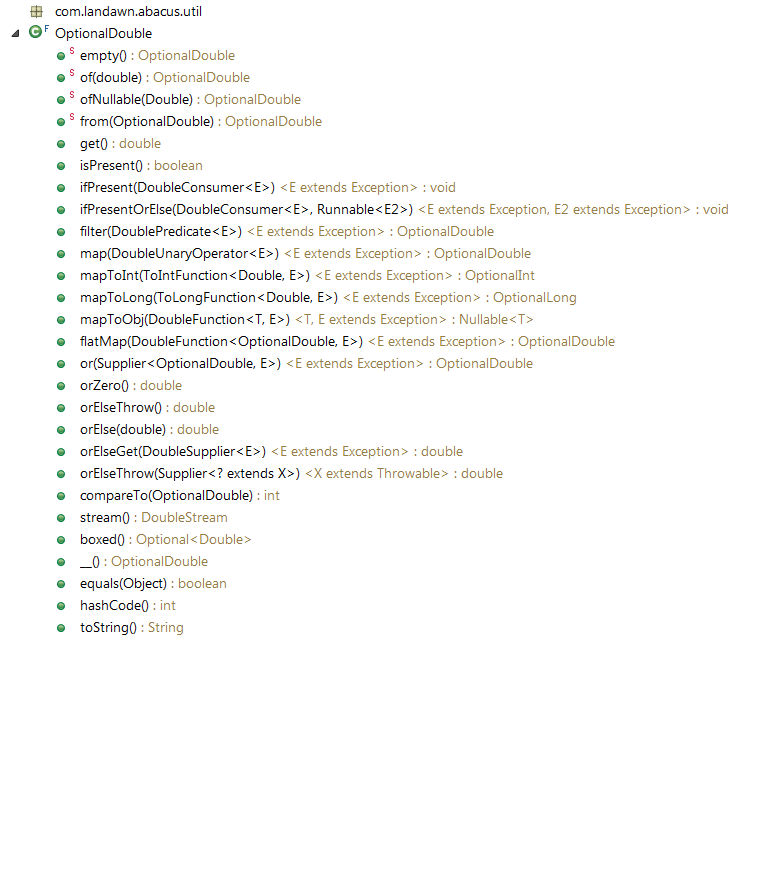 com.landawn.abacus.util
C F OptionalDouble
S empty() : OptionalDouble
S of(double) : OptionalDouble
S ofNullable(Double) : OptionalDouble
S from(OptionalDouble) : OptionalDouble
get() : double
isPresent() : boolean
ifPresent(DoubleConsumer<E>) <E extends Exception> : void
ifPresentOrElse(DoubleConsumer<E>, Runnable<E2>) <E extends Exception, E2 extends Exception> : void
filter(DoublePredicate<E>) <E extends Exception> : OptionalDouble
map(DoubleUnaryOperator<E>) <E extends Exception> : OptionalDouble
mapToInt(ToIntFunction<Double, E>) <E extends Exception> : OptionalInt
mapToLong(ToLongFunction<Double, E>) <E extends Exception> : OptionalLong
mapToObj(DoubleFunction<T, E>) <T, E extends Exception> : Nullable<T>
flatMap(DoubleFunction<OptionalDouble, E>) <E extends Exception> : OptionalDouble
or(Supplier<OptionalDouble, E>) <E extends Exception> : OptionalDouble
orZero() : double
orElseThrow() : double
orElse(double) : double
orElseGet(DoubleSupplier<E>) <E extends Exception> : double
orElseThrow(Supplier<? extends X>) <X extends Throwable> : double
compareTo(OptionalDouble) : int
stream() : DoubleStream
boxed() : Optional<Double>
__() : OptionalDouble
equals(Object) : boolean
hashCode() : int
toString() : String